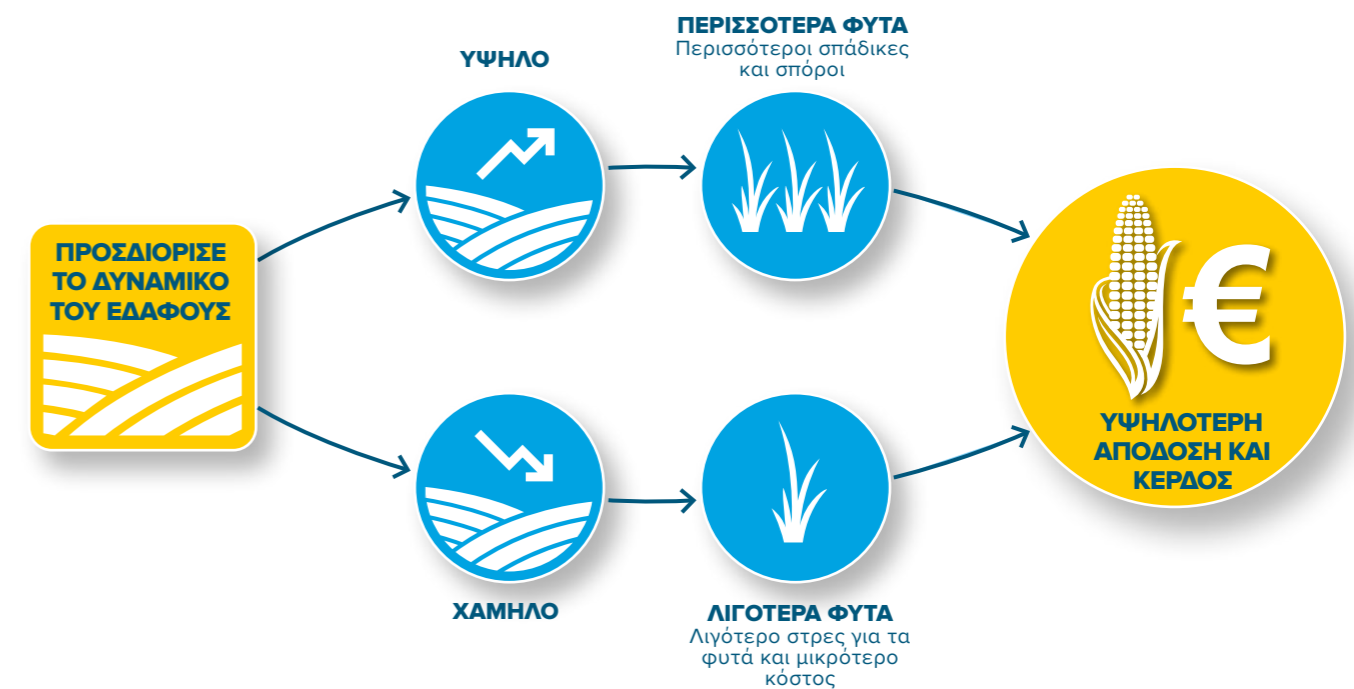 ΠΕΡΙΣΣΟΤΕΡΑ ΦΥΤΑ
Περισσότεροι σπάδικες
και σπόροι
ΥΨΗΛΟ
ΠΡΟΣΔΙΟΡΙΣΕ
ΤΟ ΔΥΝΑΜΙΚΟ
ΤΟΥ ΕΔΑΦΟΥΣ
€
ΥΨΗΛΟΤΕΡΗ
ΑΠΟΔΟΣΗ ΚΑΙ
ΚΕΡΔΟΣ
ΧΑΜΗΛΟ
ΛΙΓΟΤΕΡΑ ΦΥΤΑ
Λιγότερο στρες για τα
φυτά και μικρότερο
κόστος